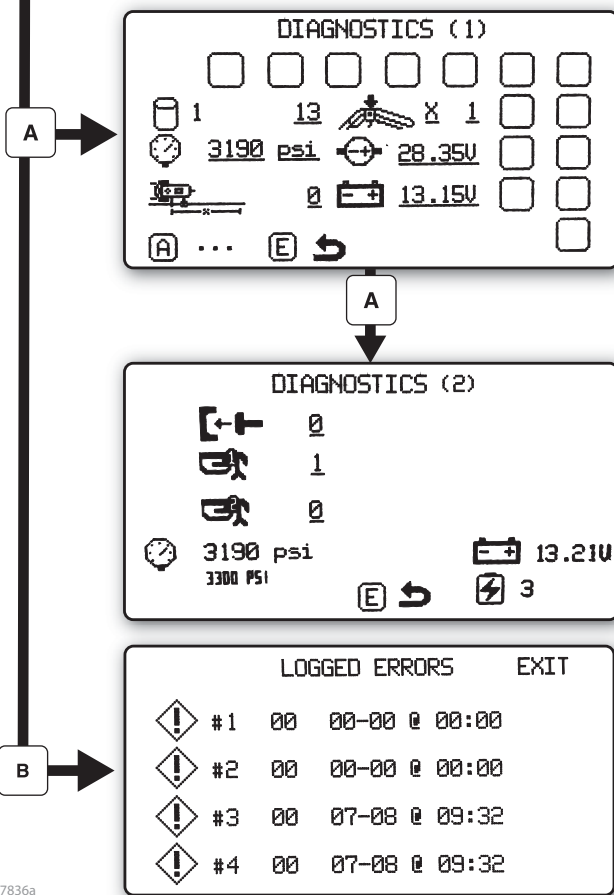 DIAGNOSTICS (1)
A
1 13 X 1
3190 psi - + 28.35V
x 0 - + 13.15V
A ... E
A
DIAGNOSTICS (2)
0
1
0
3190 psi - + 13.21V
3300 PSI
E 3
LOGGED ERRORS EXIT
#1 00 00-00 @ 00:00
#2 00 00-00 @ 00:00
B
#3 00 07-08 @ 09:32
#4 00 07-08 @ 09:32
7836a